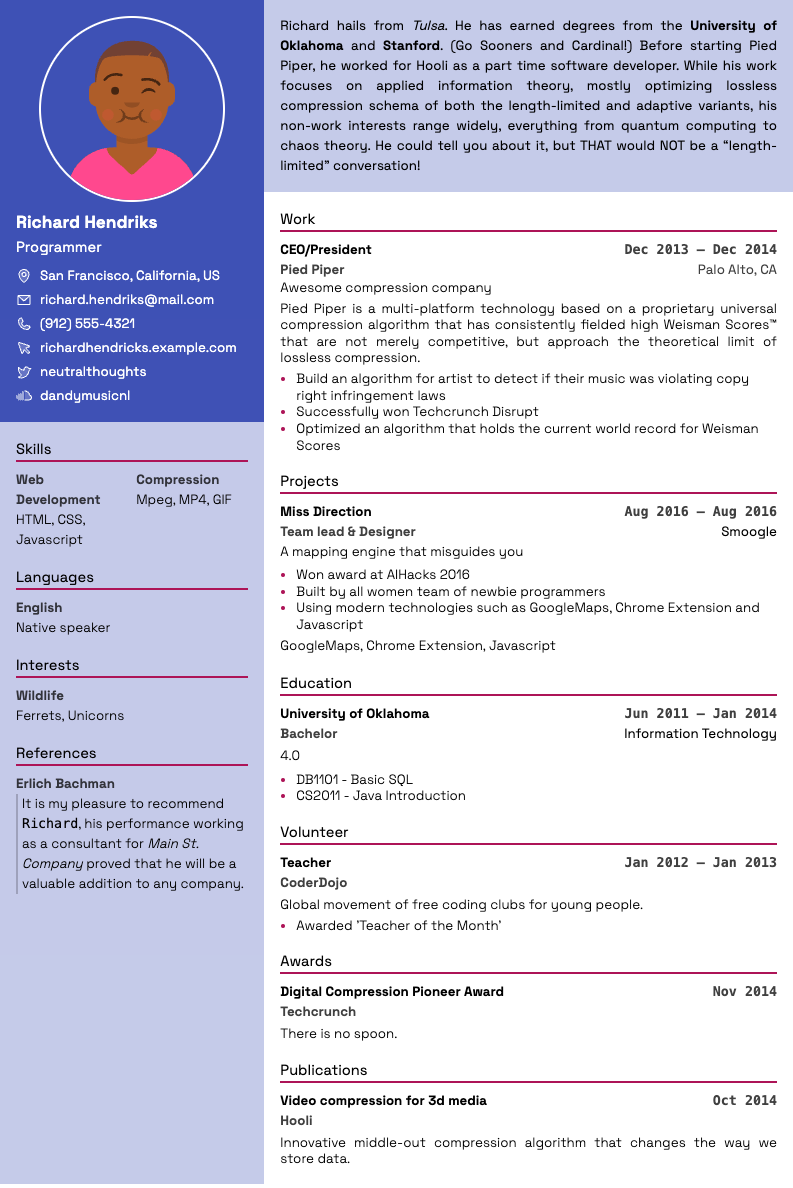 Richard Hendriks
Programmer
San Francisco, California, US
richard.hendriks@mail.com
(912) 555-4321
richardhendricks.example.com
neutralthoughts
dandymusicnl
Skills
Web
Development
HTML, CSS,
Javascript
Compression
Mpeg, MP4, GIF
Languages
English
Native speaker
Interests
Wildlife
Ferrets, Unicorns
References
Erlich Bachman
It is my pleasure to recommend
Richard, his performance working
as a consultant for Main St.
Company proved that he will be a
valuable addition to any company.
Richard hails from Tulsa. He has earned degrees from the University of
Oklahoma and Stanford. (Go Sooners and Cardinal!) Before starting Pied
Piper, he worked for Hooli as a part time software developer. While his work
focuses on applied information theory, mostly optimizing lossless
compression schema of both the length-limited and adaptive variants, his
non-work interests range widely, everything from quantum computing to
chaos theory. He could tell you about it, but THAT would NOT be a “length-
limited” conversation!
Work
CEO/President Dec 2013 – Dec 2014
Pied Piper Palo Alto, CA
Awesome compression company
Pied Piper is a multi-platform technology based on a proprietary universal
compression algorithm that has consistently fielded high Weisman Scores™
that are not merely competitive, but approach the theoretical limit of
lossless compression.
• Build an algorithm for artist to detect if their music was violating copy
right infringement laws
• Successfully won Techcrunch Disrupt
• Optimized an algorithm that holds the current world record for Weisman
Scores
Projects
Miss Direction Aug 2016 – Aug 2016
Team lead & Designer Smoogle
A mapping engine that misguides you
• Won award at AIHacks 2016
• Built by all women team of newbie programmers
• Using modern technologies such as GoogleMaps, Chrome Extension and
Javascript
GoogleMaps, Chrome Extension, Javascript
Education
University of Oklahoma Jun 2011 – Jan 2014
Bachelor Information Technology
4.0
• DB1101 - Basic SQL
• CS2011 - Java Introduction
Volunteer
Teacher Jan 2012 – Jan 2013
CoderDojo
Global movement of free coding clubs for young people.
• Awarded 'Teacher of the Month'
Awards
Digital Compression Pioneer Award Nov 2014
Techcrunch
There is no spoon.
Publications
Video compression for 3d media Oct 2014
Hooli
Innovative middle-out compression algorithm that changes the way we
store data.